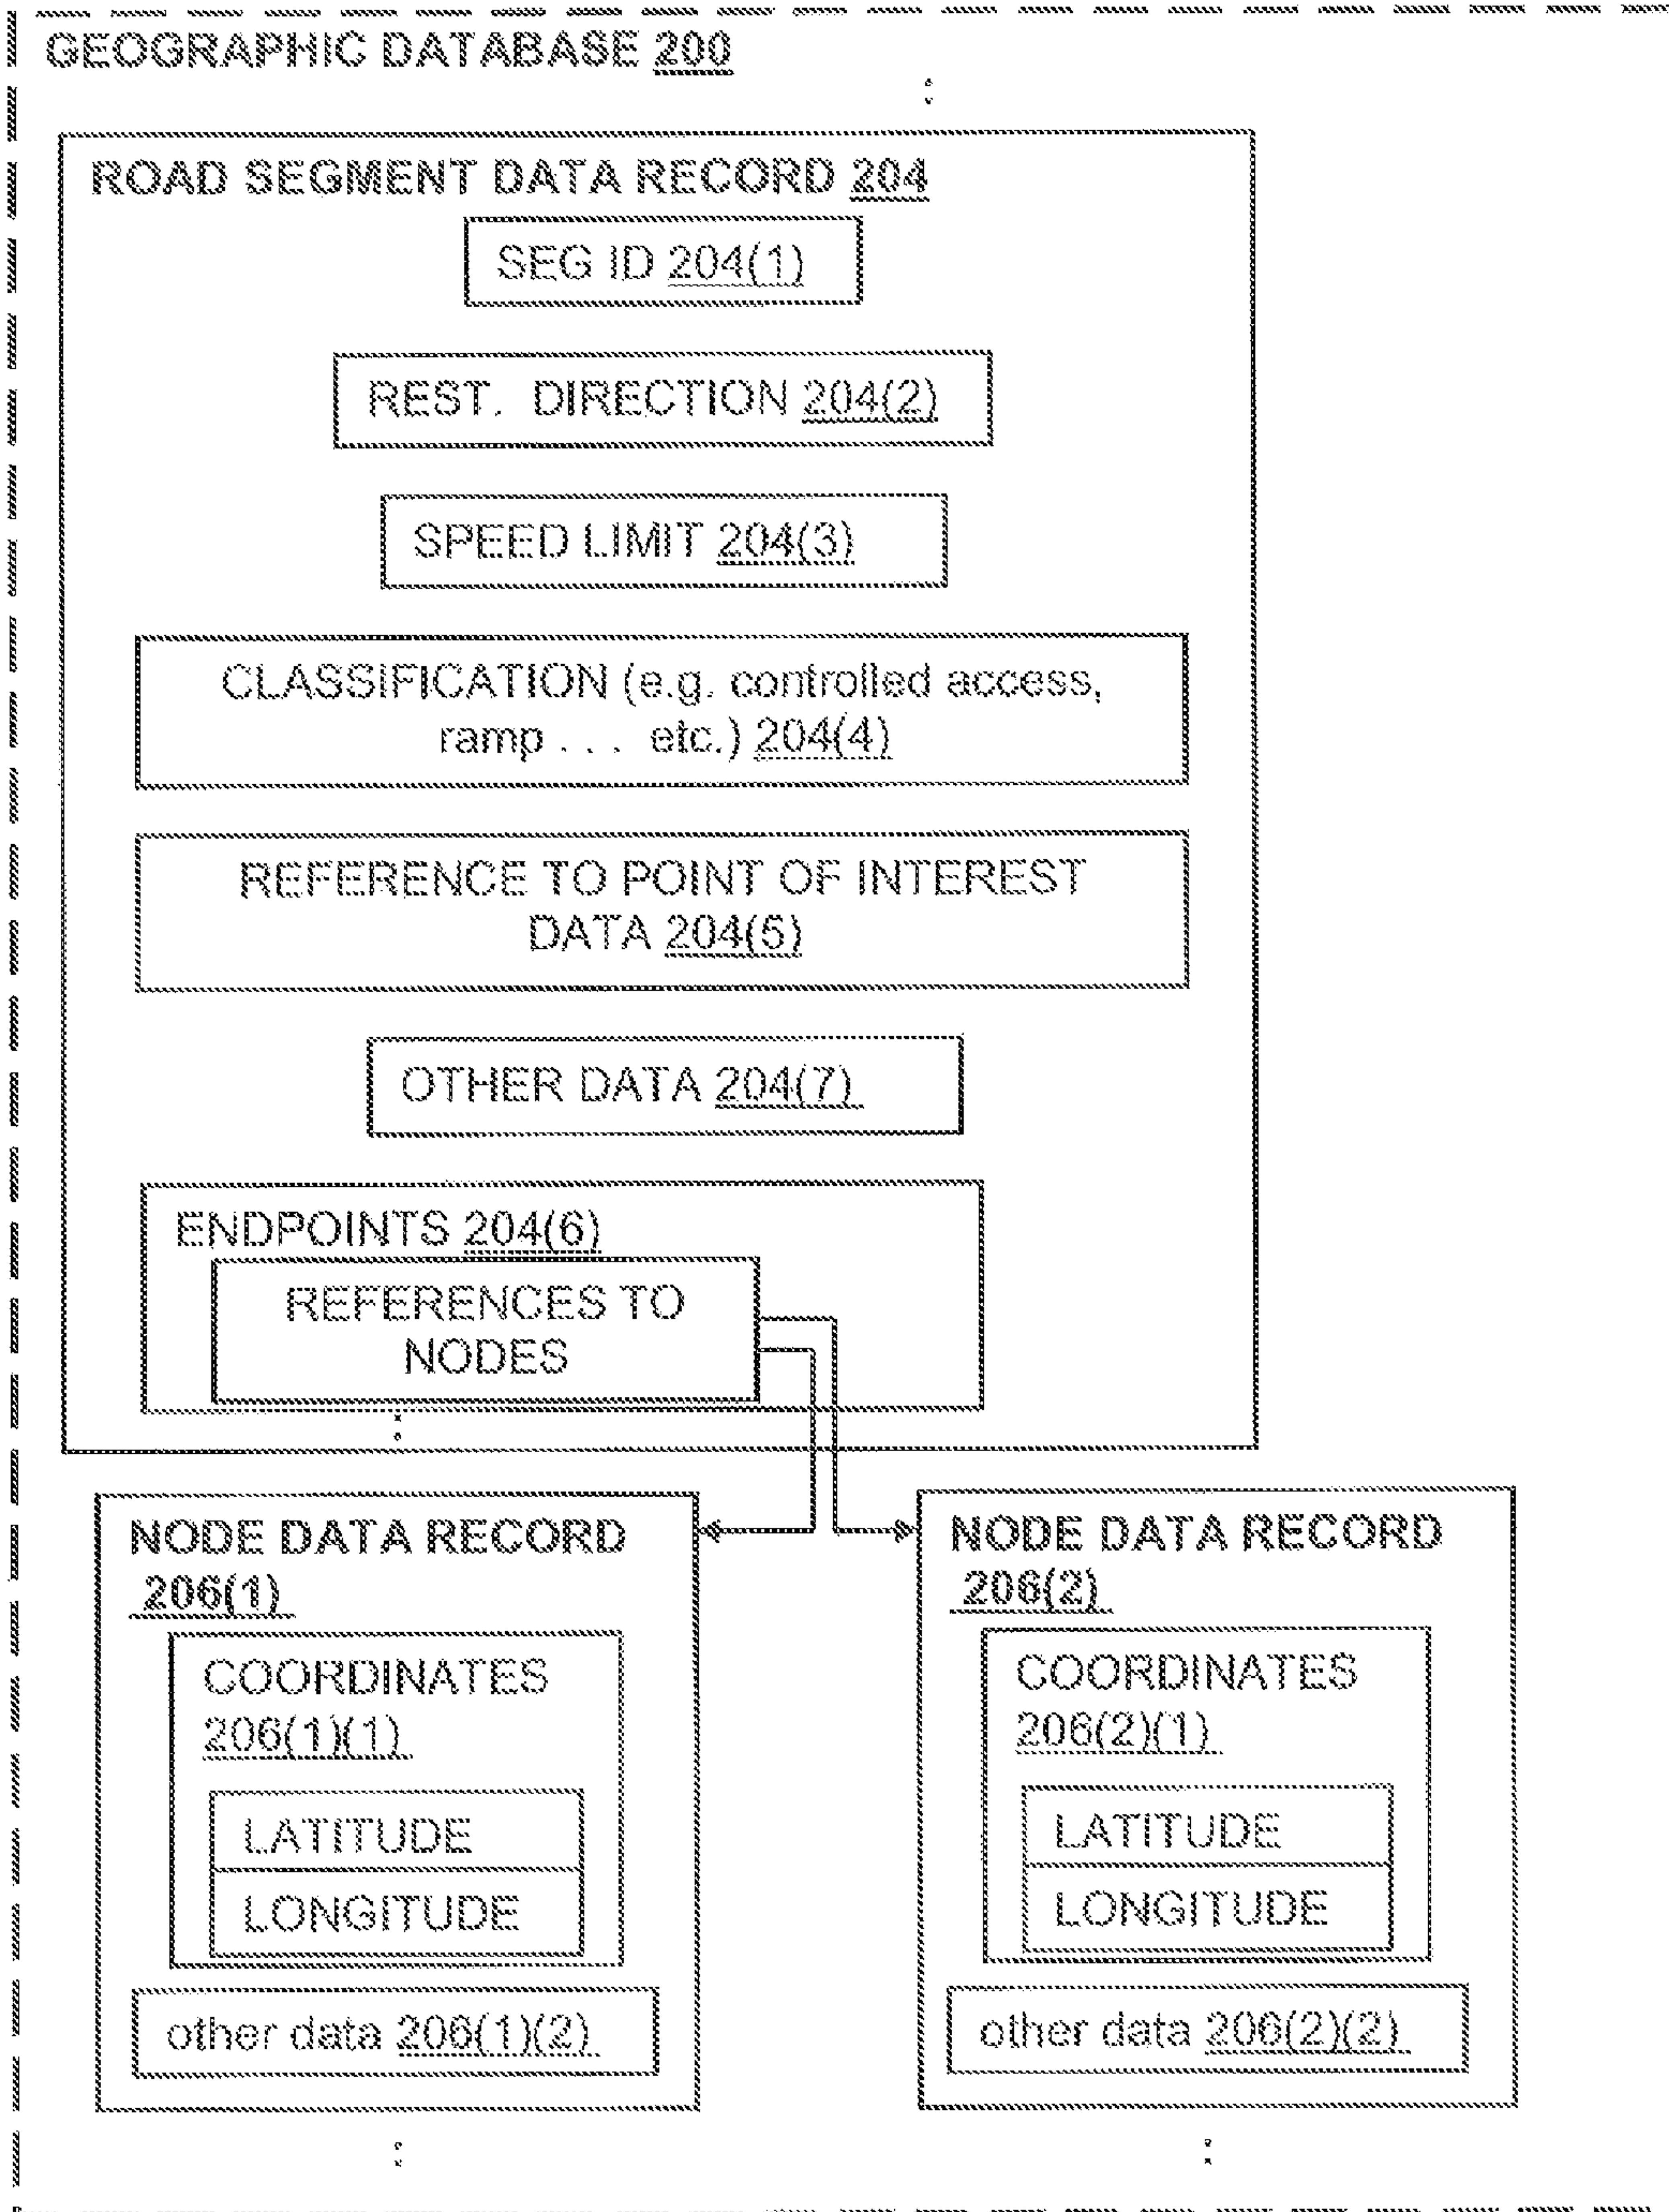 GEOGRAPHIC DATABASE 200
ROAD SEGMENT DATA RECORD 204
SEG ID 204(1)
REST. DIRECTION 204(2)
SPEED LIMIT 204(3)
CLASSIFICATION (e.g. controlled access,
ramp . . . etc.) 204(4)
REFERENCE TO POINT OF INTEREST
DATA 204(5)
OTHER DATA 204(7)
ENDPOINTS 204(6)
REFERENCES TO
NODES
NODE DATA RECORD
206(1)
COORDINATES
206(1)(1)
LATITUDE
LONGITUDE
other data 206(1)(2)
NODE DATA RECORD
206(2)
COORDINATES
206(2)(1)
LATITUDE
LONGITUDE
other data 206(2)(2)